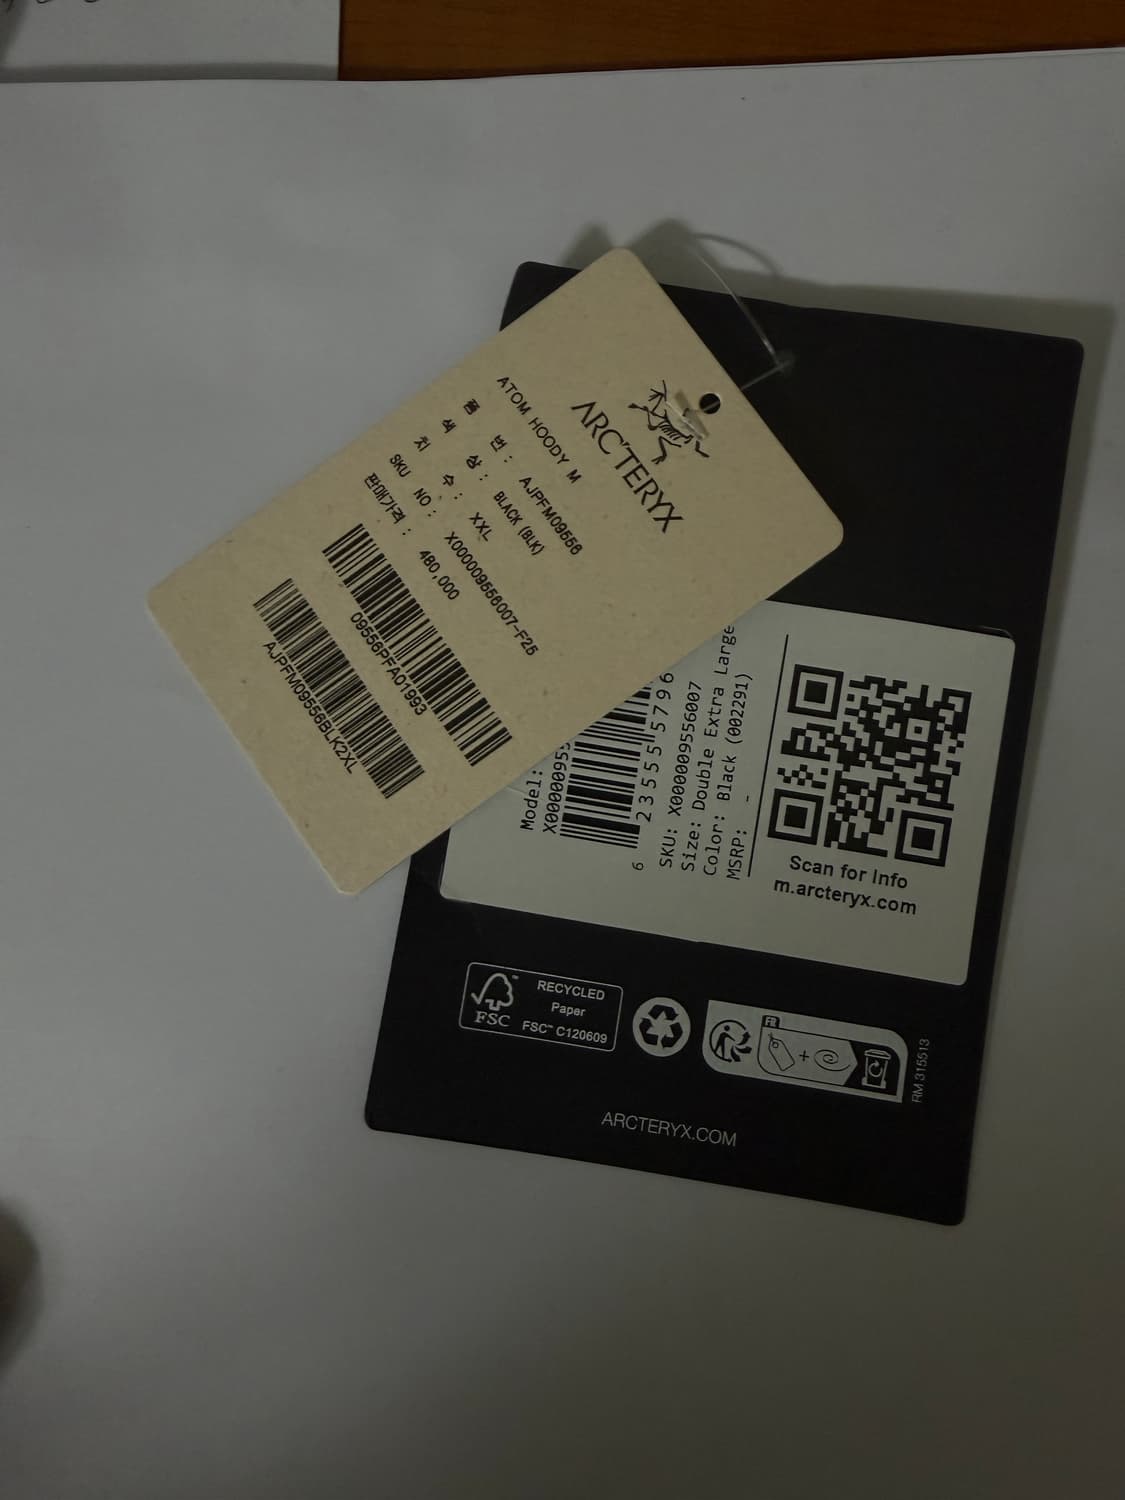 ARC'TERYX
ATOM HOODY M
품 번 : AJPFM09556
색 상 : BLACK (BLK)
치 수 : XXL
SKU NO : X000009556007-F25
판매가격 : 480,000
09556PFA01993
AJPFM09556BLK2XL
Model:
X00000955
6 23555 5796
SKU: X000009556007
Size: Double Extra Large
Color: Black (002291)
MSRP: -
Scan for Info
m.arcteryx.com
FSC
RECYCLED
Paper
FSC™ C120609
FR
RM 315513
ARCTERYX.COM